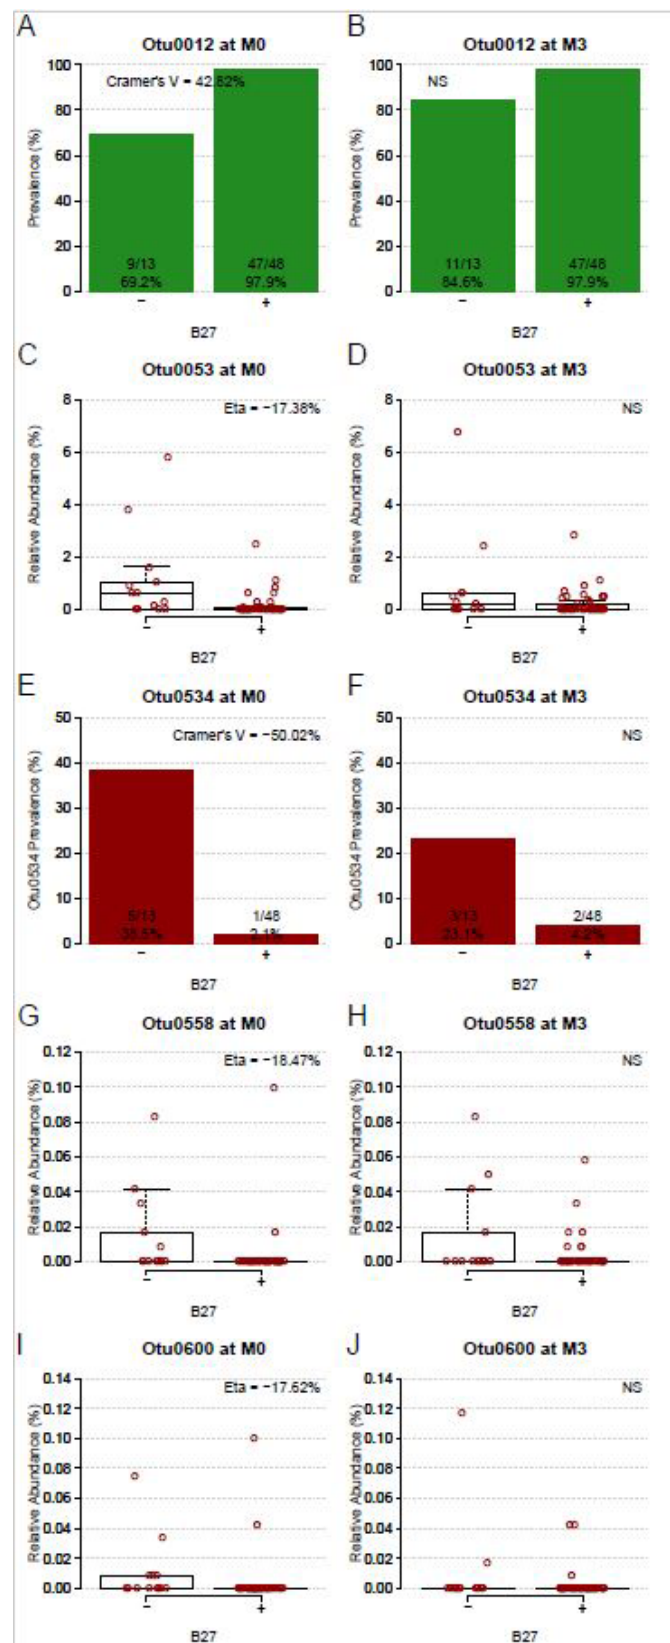 A
Otu0012 at M0
Cramer's V = 42.82%
Prevalence (%)
100
80
60
40
20
0
9/13
69.2%
47/48
97.9%
−
+
B27
B
Otu0012 at M3
NS
Prevalence (%)
100
80
60
40
20
0
11/13
84.6%
47/48
97.9%
−
+
B27
C
Otu0053 at M0
Eta = −17.38%
Relative Abundance (%)
8
6
4
2
0
−
+
B27
D
Otu0053 at M3
NS
Relative Abundance (%)
8
6
4
2
0
−
+
B27
E
Otu0534 at M0
Cramer's V = −50.02%
Otu0534 Prevalence (%)
50
40
30
20
10
0
5/13
38.5%
1/48
2.1%
−
+
B27
F
Otu0534 at M3
NS
Otu0534 Prevalence (%)
50
40
30
20
10
0
3/13
23.1%
2/48
4.2%
−
+
B27
G
Otu0558 at M0
Eta = −18.47%
Relative Abundance (%)
0.12
0.10
0.08
0.06
0.04
0.02
0.00
−
+
B27
H
Otu0558 at M3
NS
Relative Abundance (%)
0.12
0.10
0.08
0.06
0.04
0.02
0.00
−
+
B27
I
Otu0600 at M0
Eta = −17.62%
Relative Abundance (%)
0.14
0.12
0.10
0.08
0.06
0.04
0.02
0.00
−
+
B27
J
Otu0600 at M3
NS
Relative Abundance (%)
0.14
0.12
0.10
0.08
0.06
0.04
0.02
0.00
−
+
B27